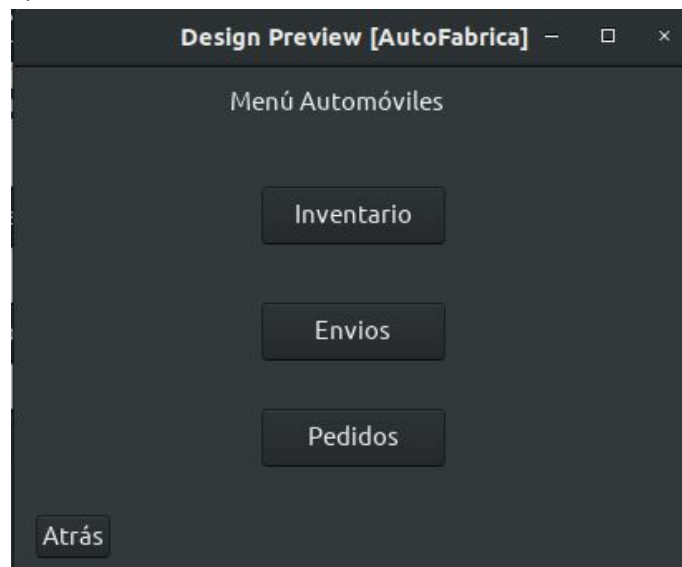 Design Preview [AutoFabrica]
Menú Automóviles
Inventario
Envios
Pedidos
Atrás